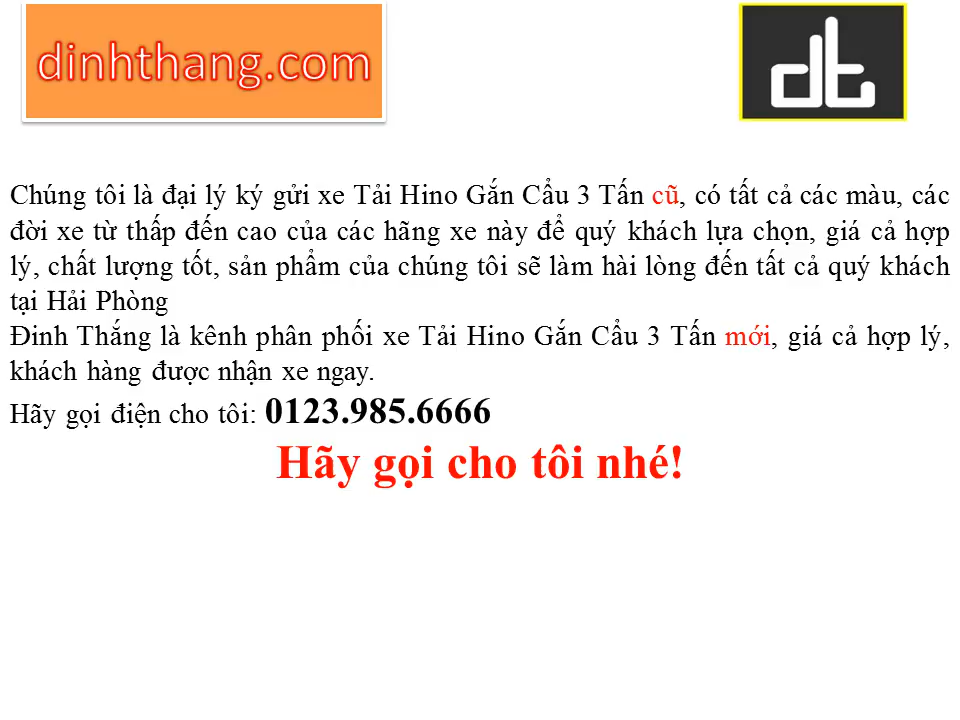 dinhthang.com
dt
Chúng tôi là đại lý ký gửi xe Tải Hino Gắn Cẩu 3 Tấn cũ, có tất cả các màu, các
đời xe từ thấp đến cao của các hãng xe này để quý khách lựa chọn, giá cả hợp
lý, chất lượng tốt, sản phẩm của chúng tôi sẽ làm hài lòng đến tất cả quý khách
tại Hải Phòng
Đinh Thắng là kênh phân phối xe Tải Hino Gắn Cẩu 3 Tấn mới, giá cả hợp lý,
khách hàng được nhận xe ngay.
Hãy gọi điện cho tôi: 0123.985.6666
Hãy gọi cho tôi nhé!